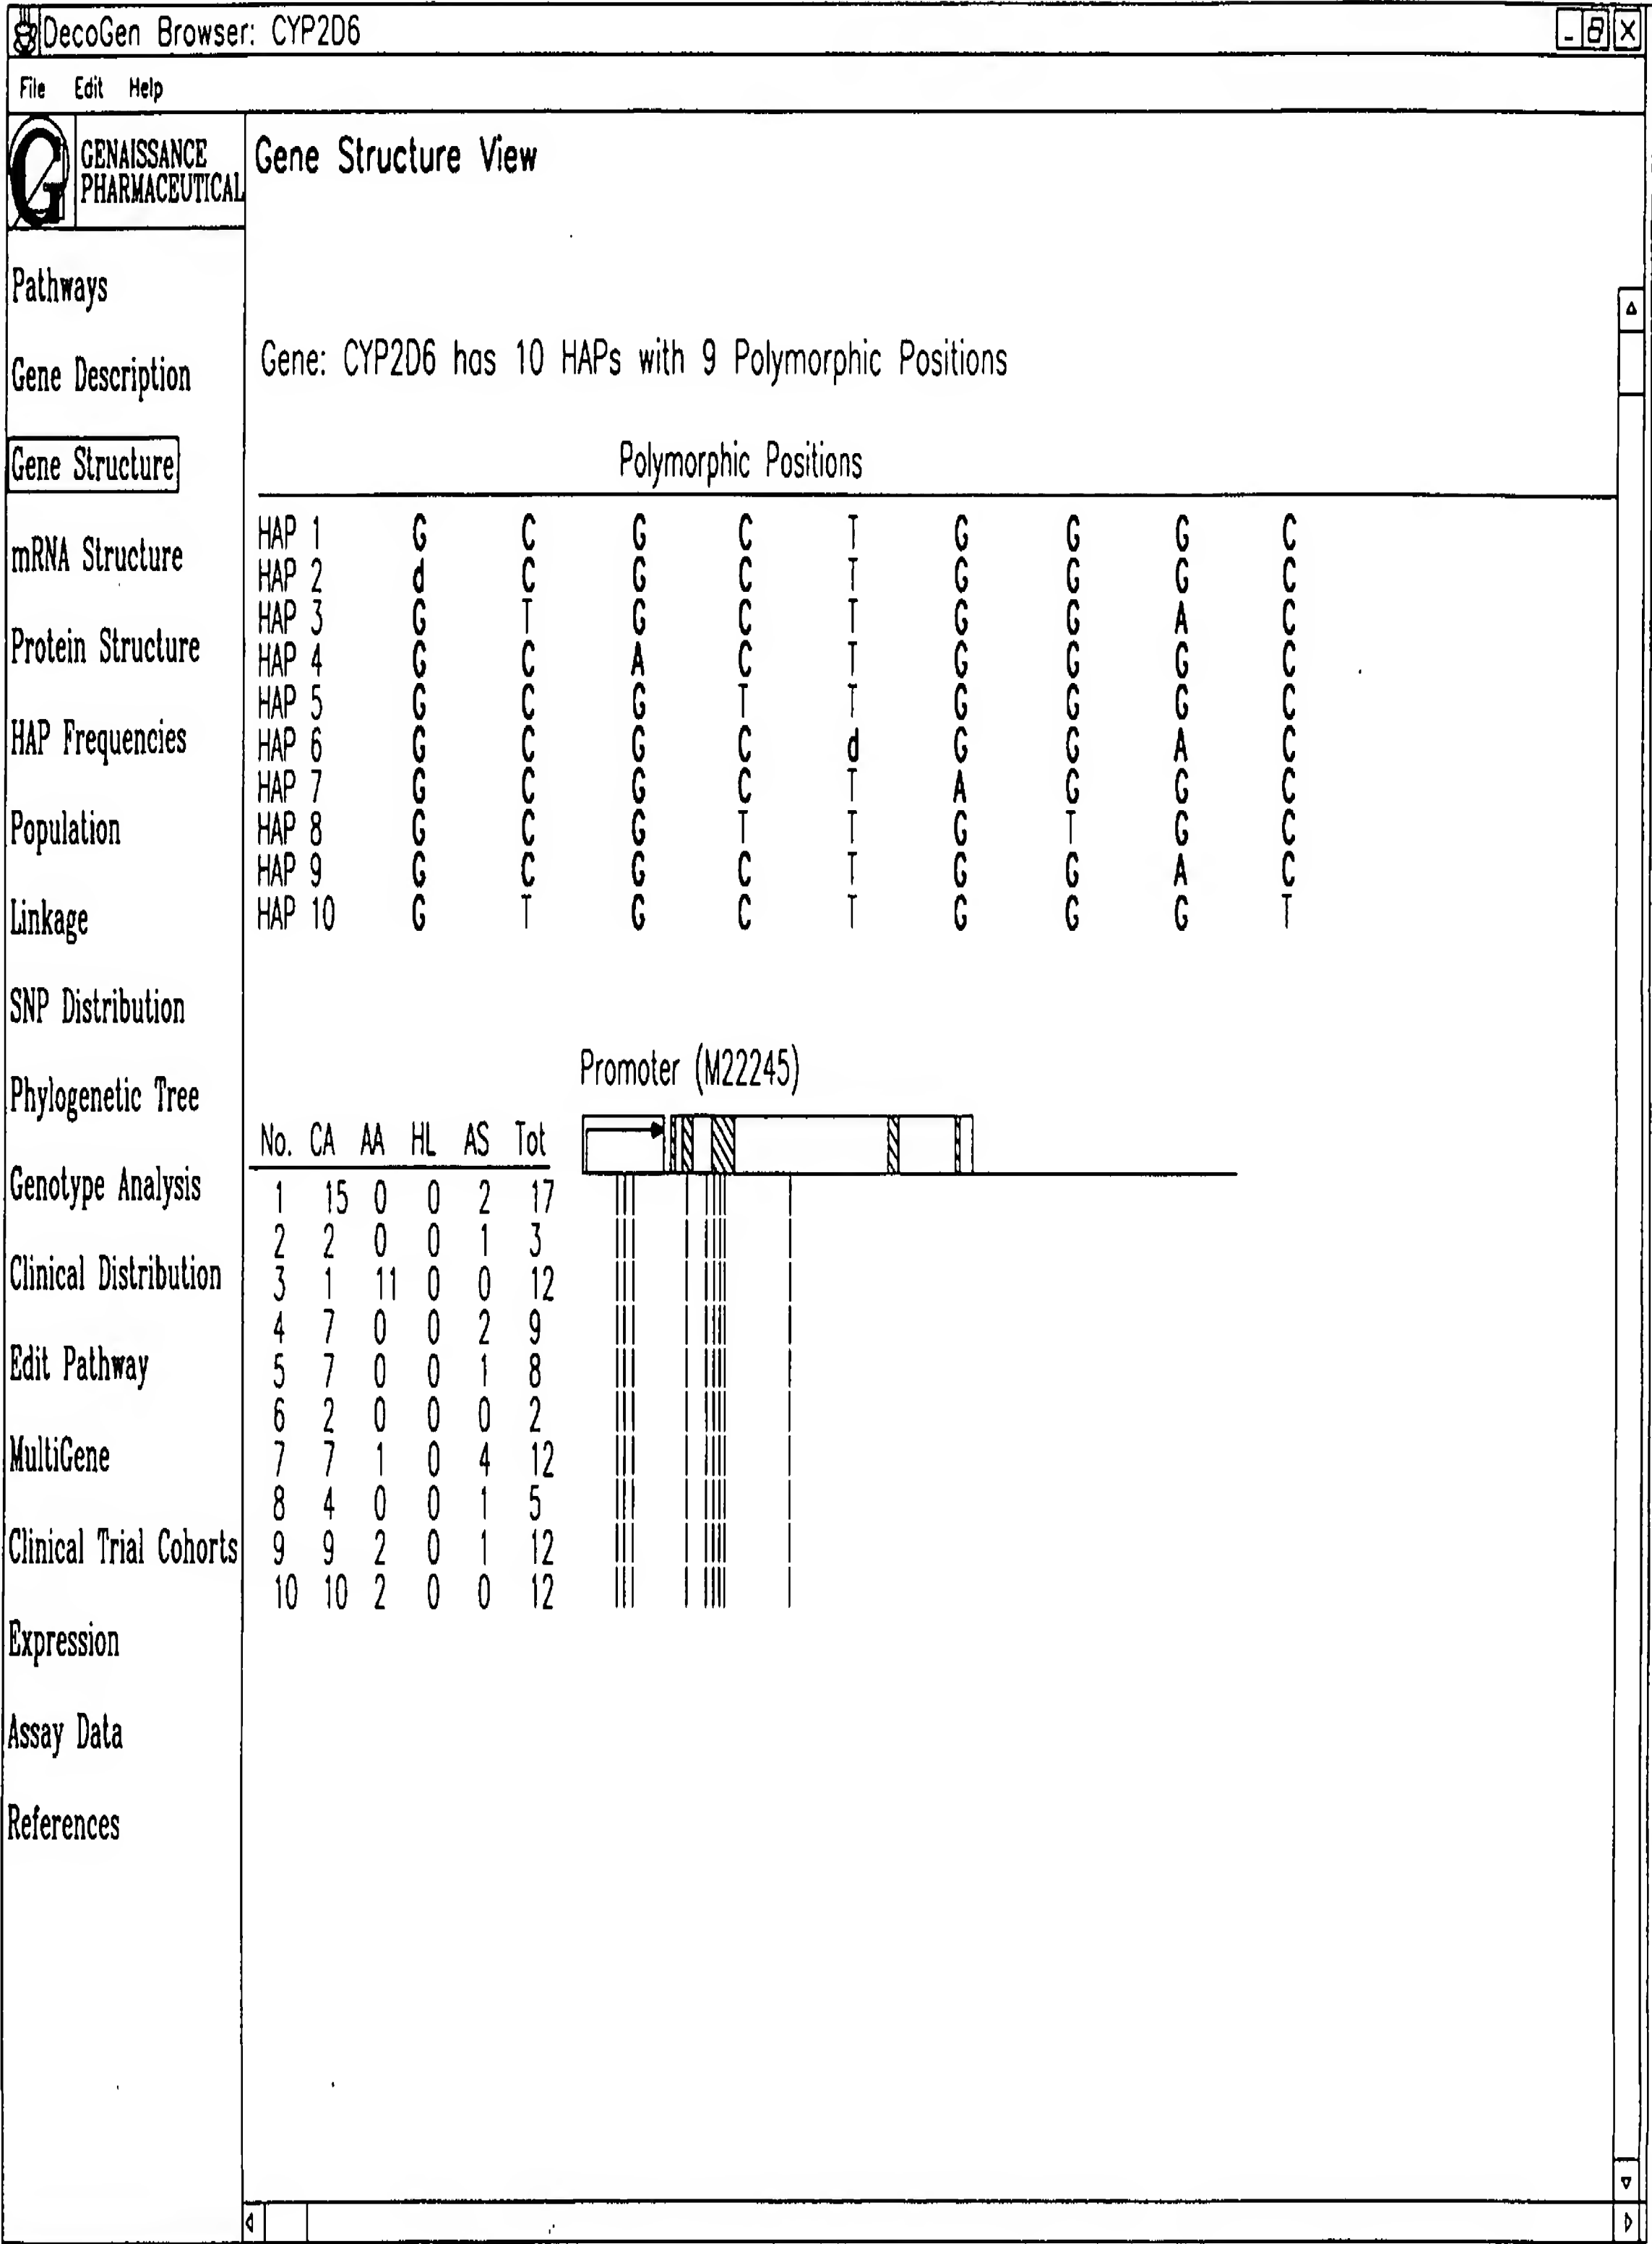 DecoGen Browser: CYP2D6
File Edit Help
GENAISSANCE
PHARMACEUTICAL
Pathways
Gene Description
Gene Structure
mRNA Structure
Protein Structure
HAP Frequencies
Population
Linkage
SNP Distribution
Phylogenetic Tree
Genotype Analysis
Clinical Distribution
Edit Pathway
MultiGene
Clinical Trial Cohorts
Expression
Assay Data
References
Gene Structure View
Gene: CYP2D6 has 10 HAPs with 9 Polymorphic Positions
Polymorphic Positions
HAP 1 G C G C T G G G C
HAP 2 d C G C T G G G C
HAP 3 G T G C T G G A C
HAP 4 G C A C T G G G C
HAP 5 G C G T T G G G C
HAP 6 G C G C d G G A C
HAP 7 G C G C T A G G C
HAP 8 G C G T T G T G C
HAP 9 G C G C T G G A C
HAP 10 G T G C T G G G T
Promoter (M22245)
No. CA AA HL AS Tot
1 15 0 0 2 17
2 2 0 0 1 3
3 1 11 0 0 12
4 7 0 0 2 9
5 7 0 0 1 8
6 2 0 0 0 2
7 7 1 0 4 12
8 4 0 0 1 5
9 9 2 0 1 12
10 10 2 0 0 12